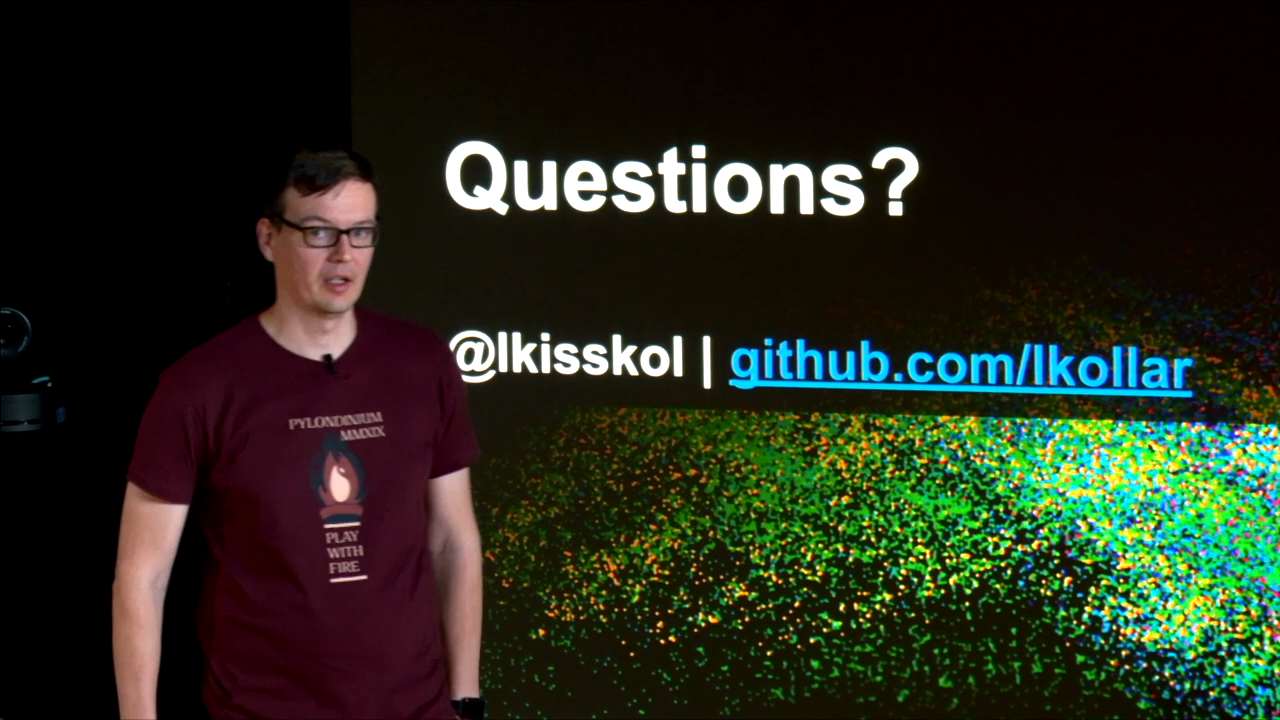 Questions?
@lkisskol | github.com/lkollar
PYLONDINIUM
MMXIX
PLAY
WITH
FIRE